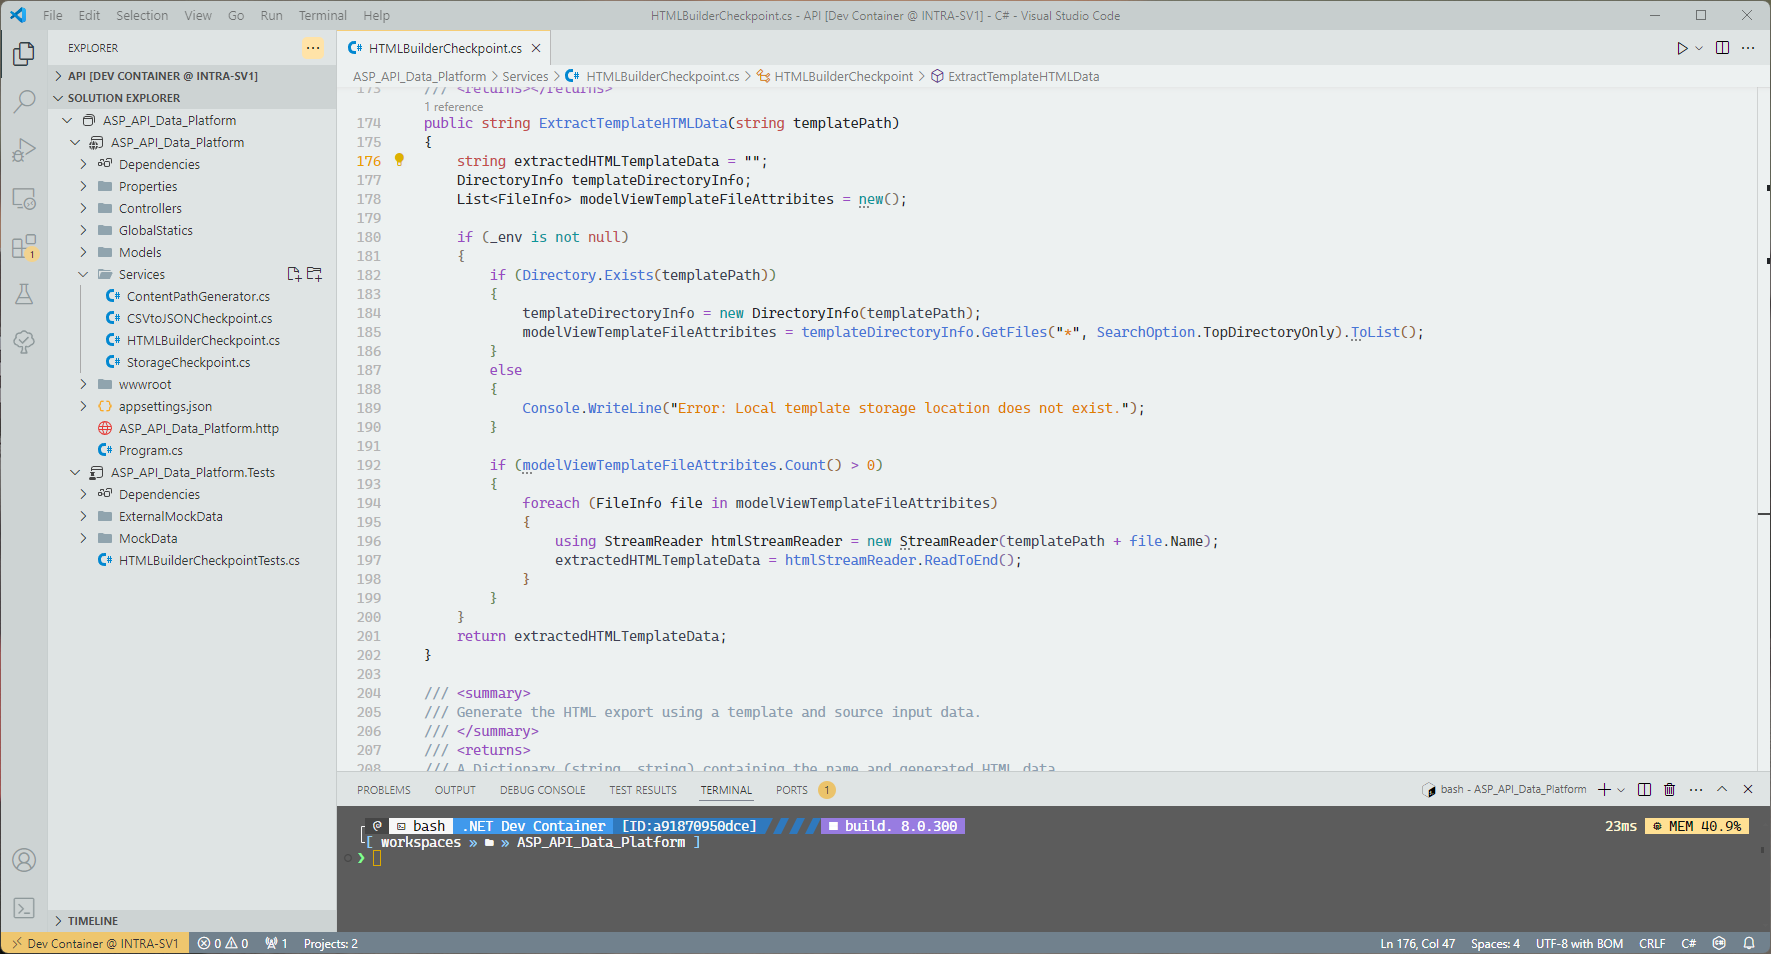 File Edit Selection View Go Run Terminal Help
HTMLBuilderCheckpoint.cs - API [Dev Container @ INTRA-SV1] - C# - Visual Studio Code
EXPLORER
API [DEV CONTAINER @ INTRA-SV1]
SOLUTION EXPLORER
ASP_API_Data_Platform
ASP_API_Data_Platform
Dependencies
Properties
Controllers
GlobalStatics
Models
Services
ContentPathGenerator.cs
CSVtoJSONCheckpoint.cs
HTMLBuilderCheckpoint.cs
StorageCheckpoint.cs
wwwroot
appsettings.json
ASP_API_Data_Platform.http
Program.cs
ASP_API_Data_Platform.Tests
Dependencies
ExternalMockData
MockData
HTMLBuilderCheckpointTests.cs
TIMELINE
1
HTMLBuilderCheckpoint.cs
ASP_API_Data_Platform > Services > HTMLBuilderCheckpoint.cs > HTMLBuilderCheckpoint > ExtractTemplateHTMLData
173 /// <returns></returns>
1 reference
174 public string ExtractTemplateHTMLData(string templatePath)
175 {
176 string extractedHTMLTemplateData = "";
177 DirectoryInfo templateDirectoryInfo;
178 List<FileInfo> modelViewTemplateFileAttribites = new();
179
180 if (_env is not null)
181 {
182 if (Directory.Exists(templatePath))
183 {
184 templateDirectoryInfo = new DirectoryInfo(templatePath);
185 modelViewTemplateFileAttribites = templateDirectoryInfo.GetFiles("*", SearchOption.TopDirectoryOnly).ToList();
186 }
187 else
188 {
189 Console.WriteLine("Error: Local template storage location does not exist.");
190 }
191
192 if (modelViewTemplateFileAttribites.Count() > 0)
193 {
194 foreach (FileInfo file in modelViewTemplateFileAttribites)
195 {
196 using StreamReader htmlStreamReader = new StreamReader(templatePath + file.Name);
197 extractedHTMLTemplateData = htmlStreamReader.ReadToEnd();
198 }
199 }
200 }
201 return extractedHTMLTemplateData;
202 }
203
204 /// <summary>
205 /// Generate the HTML export using a template and source input data.
206 /// </summary>
207 /// <returns>
208 /// A Dictionary (string, string) containing the name and generated HTML data
PROBLEMS OUTPUT DEBUG CONSOLE TEST RESULTS TERMINAL PORTS 1
bash - ASP_API_Data_Platform
bash .NET Dev Container [ID:a91870950dce] build. 8.0.300
23ms MEM 40.9%
[ workspaces » » ASP_API_Data_Platform ]
❯
Dev Container @ INTRA-SV1 0 0 1 Projects: 2
Ln 176, Col 47 Spaces: 4 UTF-8 with BOM CRLF C#